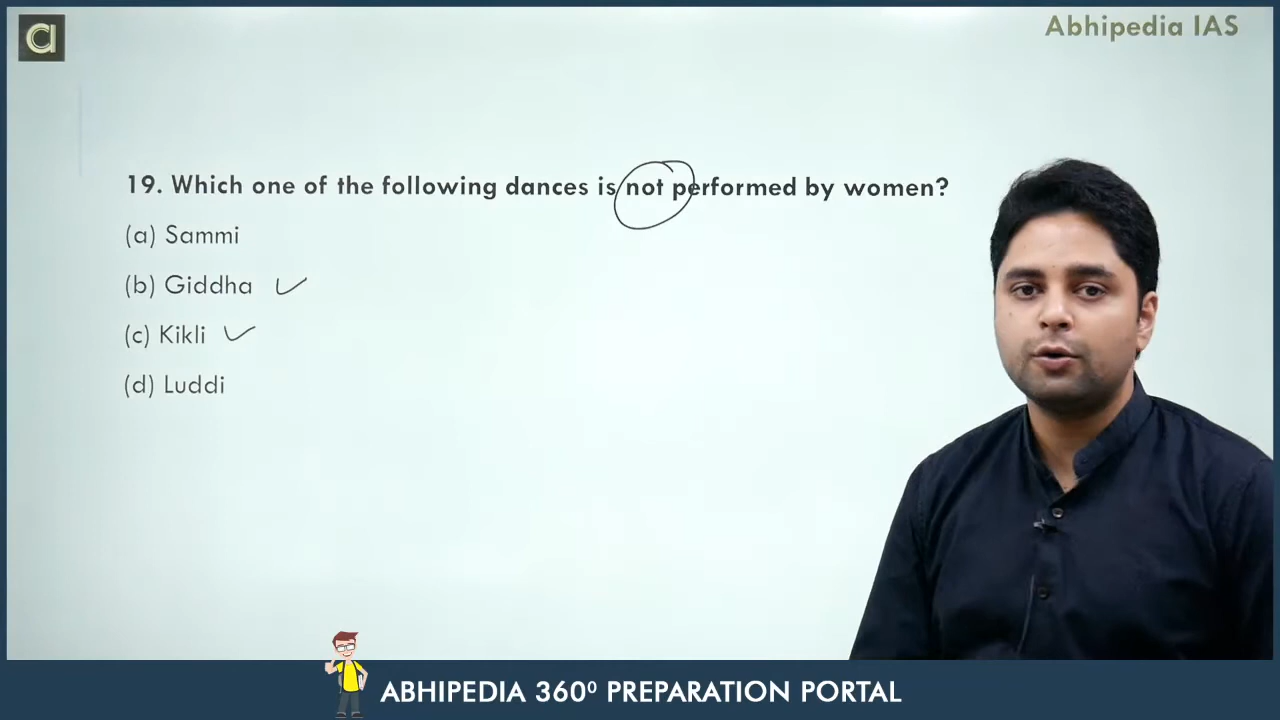 Abhipedia IAS
19. Which one of the following dances is not performed by women?
(a) Sammi
(b) Giddha
(c) Kikli
(d) Luddi
ABHIPEDIA 360⁰ PREPARATION PORTAL